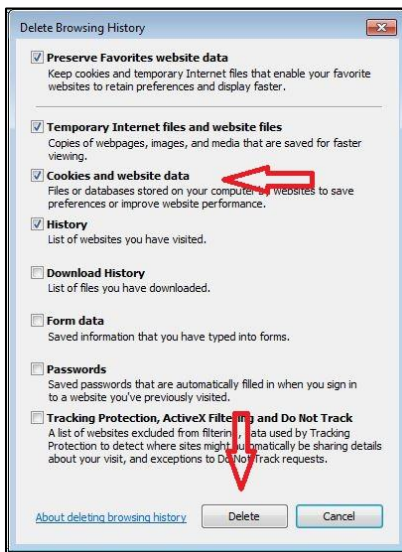 Delete Browsing History
Preserve Favorites website data
Keep cookies and temporary Internet files that enable your favorite
websites to retain preferences and display faster.
Temporary Internet files and website files
Copies of webpages, images, and media that are saved for faster
viewing.
Cookies and website data
Files or databases stored on your computer by websites to save
preferences or improve website performance.
History
List of websites you have visited.
Download History
List of files you have downloaded.
Form data
Saved information that you have typed into forms.
Passwords
Saved passwords that are automatically filled in when you sign in
to a website you've previously visited.
Tracking Protection, ActiveX Filtering and Do Not Track
A list of websites excluded from filtering, data used by Tracking
Protection to detect where sites might automatically be sharing details
about your visit, and exceptions to Do Not Track requests.
About deleting browsing history
Delete
Cancel